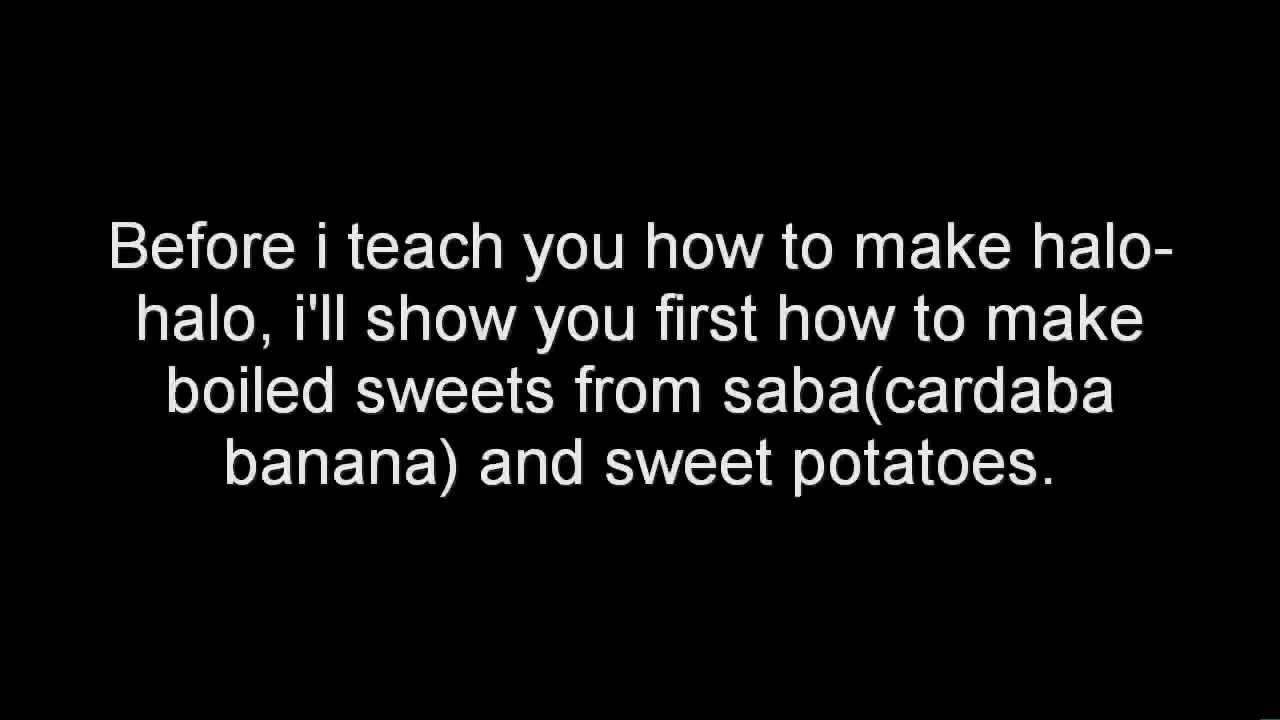 Before i teach you how to make halo-
halo, i'll show you first how to make
boiled sweets from saba(cardaba
banana) and sweet potatoes.